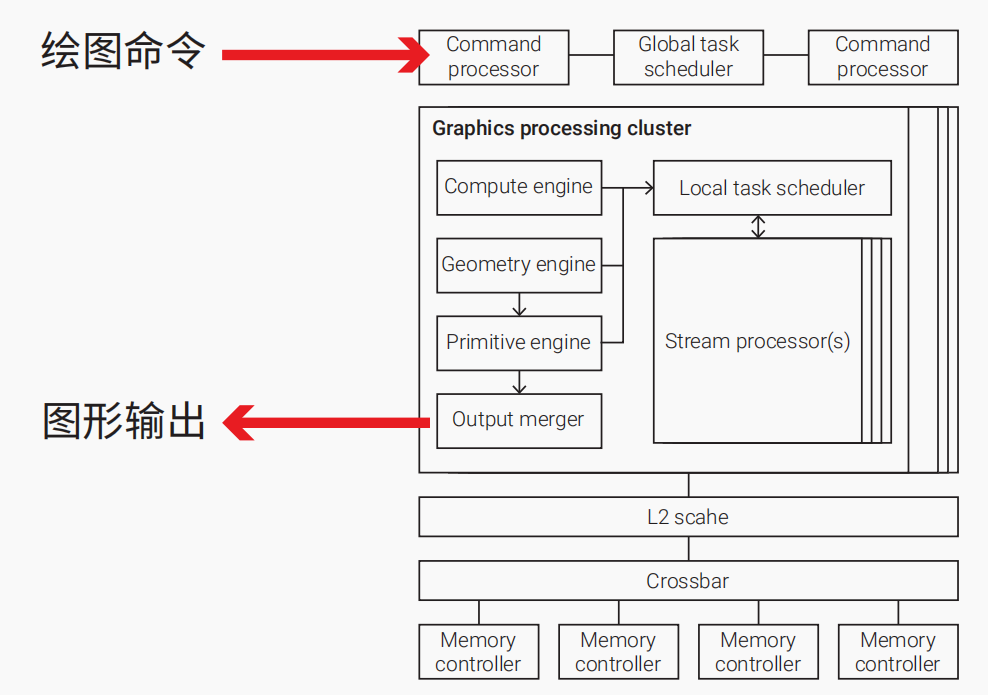 绘图命令
Command
processor
Global task
scheduler
Command
processor
Graphics processing cluster
Compute engine
Local task scheduler
Geometry engine
Primitive engine
Stream processor(s)
图形输出
Output merger
L2 scahe
Crossbar
Memory
controller
Memory
controller
Memory
controller
Memory
controller